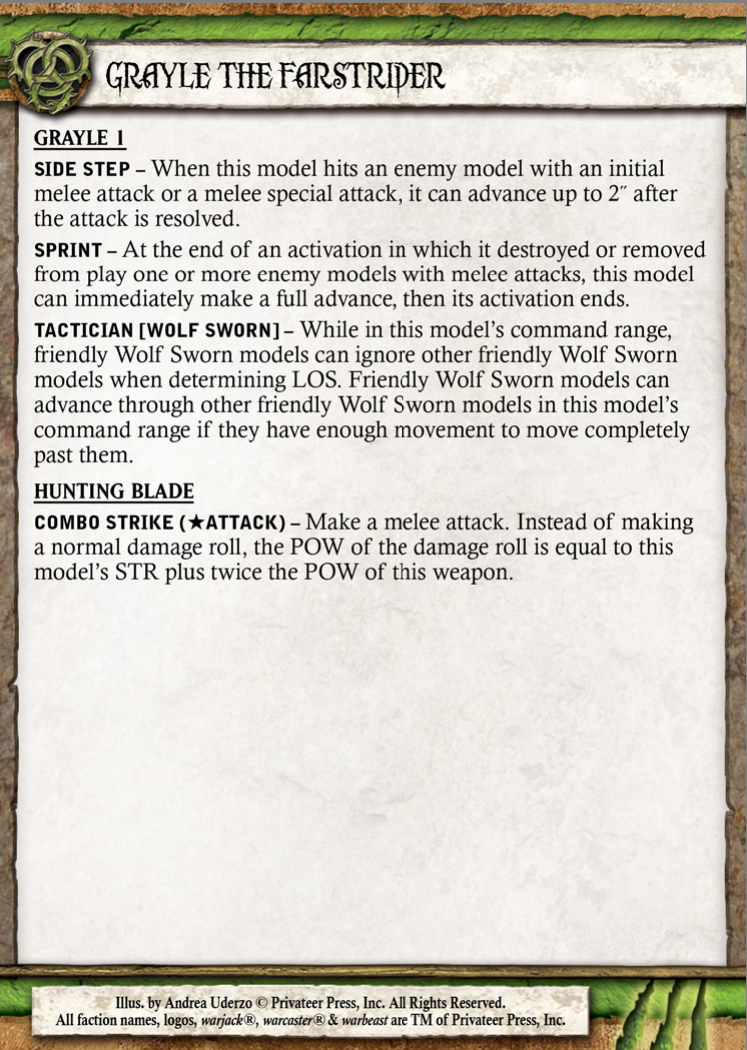 GRAYLE THE FARSTRIDER
GRAYLE 1
SIDE STEP – When this model hits an enemy model with an initial
melee attack or a melee special attack, it can advance up to 2˝ after
the attack is resolved.
SPRINT – At the end of an activation in which it destroyed or removed
from play one or more enemy models with melee attacks, this model
can immediately make a full advance, then its activation ends.
TACTICIAN [WOLF SWORN] – While in this model’s command range,
friendly Wolf Sworn models can ignore other friendly Wolf Sworn
models when determining LOS. Friendly Wolf Sworn models can
advance through other friendly Wolf Sworn models in this model’s
command range if they have enough movement to move completely
past them.
HUNTING BLADE
COMBO STRIKE (★ATTACK) – Make a melee attack. Instead of making
a normal damage roll, the POW of the damage roll is equal to this
model’s STR plus twice the POW of this weapon.
Illus. by Andrea Uderzo © Privateer Press, Inc. All Rights Reserved.
All faction names, logos, warjack®, warcaster® & warbeast are TM of Privateer Press, Inc.